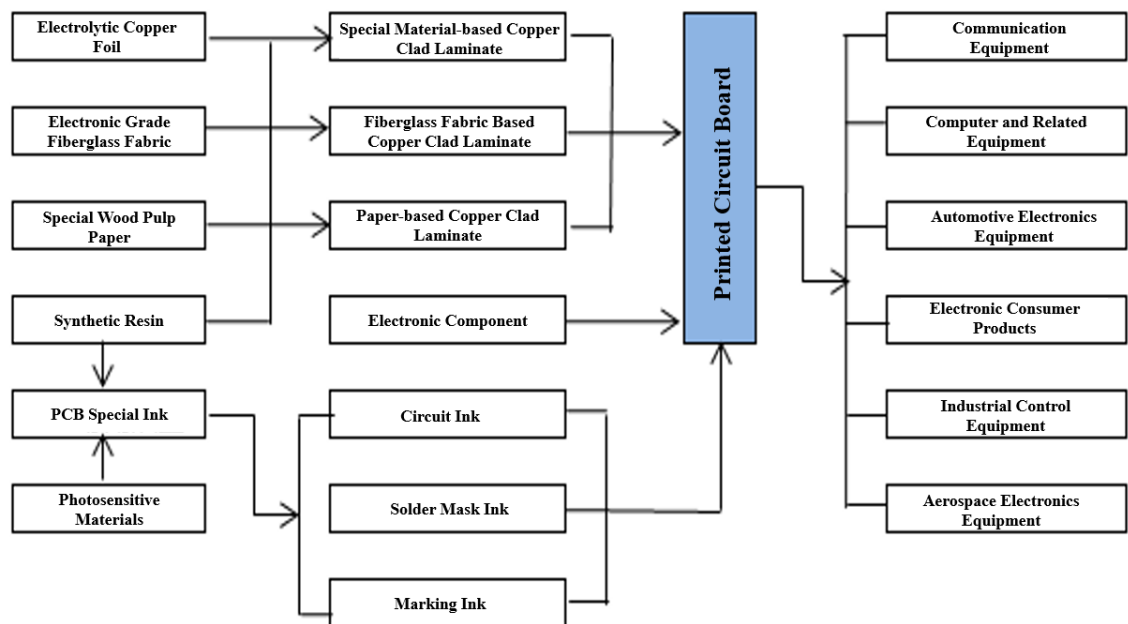 Electrolytic Copper
Foil
Special Material-based Copper
Clad Laminate
Communication
Equipment
Electronic Grade
Fiberglass Fabric
Fiberglass Fabric Based
Copper Clad Laminate
Computer and Related
Equipment
Special Wood Pulp
Paper
Paper-based Copper Clad
Laminate
Printed Circuit Board
Automotive Electronics
Equipment
Synthetic Resin
Electronic Component
Electronic Consumer
Products
PCB Special Ink
Circuit Ink
Industrial Control
Equipment
Photosensitive
Materials
Solder Mask Ink
Aerospace Electronics
Equipment
Marking Ink